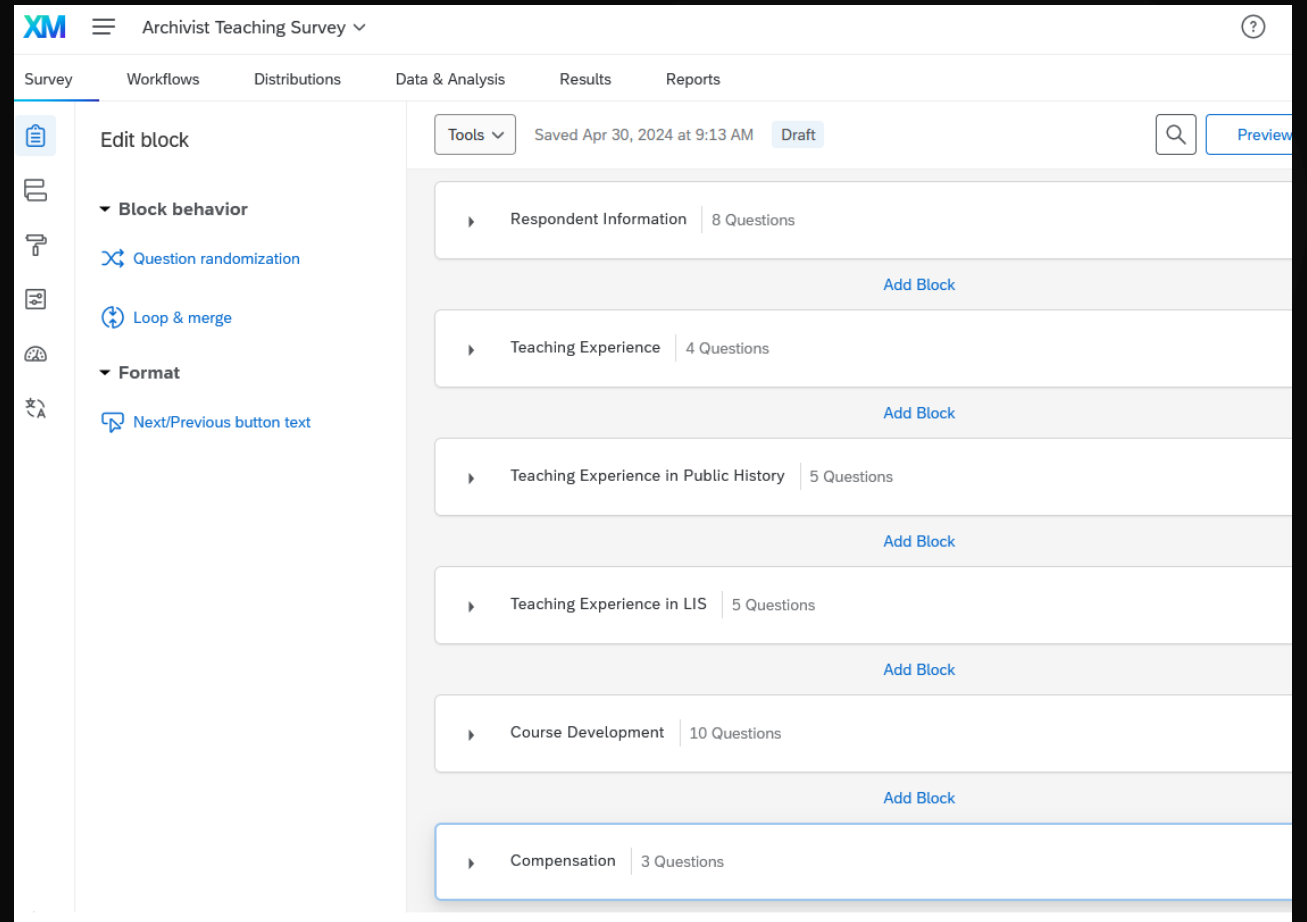 XM Archivist Teaching Survey ?
Survey Workflows Distributions Data & Analysis Results Reports
Edit block
Block behavior
Question randomization
Loop & merge
Format
Next/Previous button text
Tools Saved Apr 30, 2024 at 9:13 AM Draft Preview
Respondent Information 8 Questions
Add Block
Teaching Experience 4 Questions
Add Block
Teaching Experience in Public History 5 Questions
Add Block
Teaching Experience in LIS 5 Questions
Add Block
Course Development 10 Questions
Add Block
Compensation 3 Questions